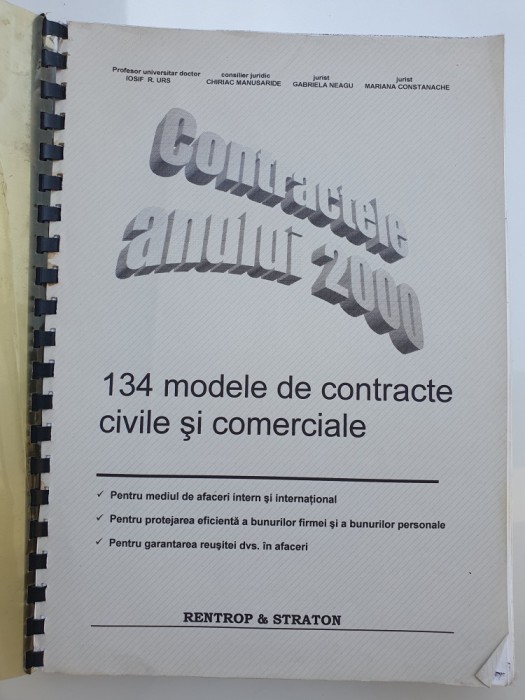 Profesor universitar doctor consilier juridic jurist jurist
IOSIF R. URS CHIRIAC MANUSARIDE GABRIELA NEAGU MARIANA CONSTANACHE
Contractele
anului 2000
134 modele de contracte
civile şi comerciale
✓ Pentru mediul de afaceri intern şi internaţional
✓ Pentru protejarea eficientă a bunurilor firmei şi a bunurilor personale
✓ Pentru garantarea reuşitei dvs. în afaceri
RENTROP & STRATON